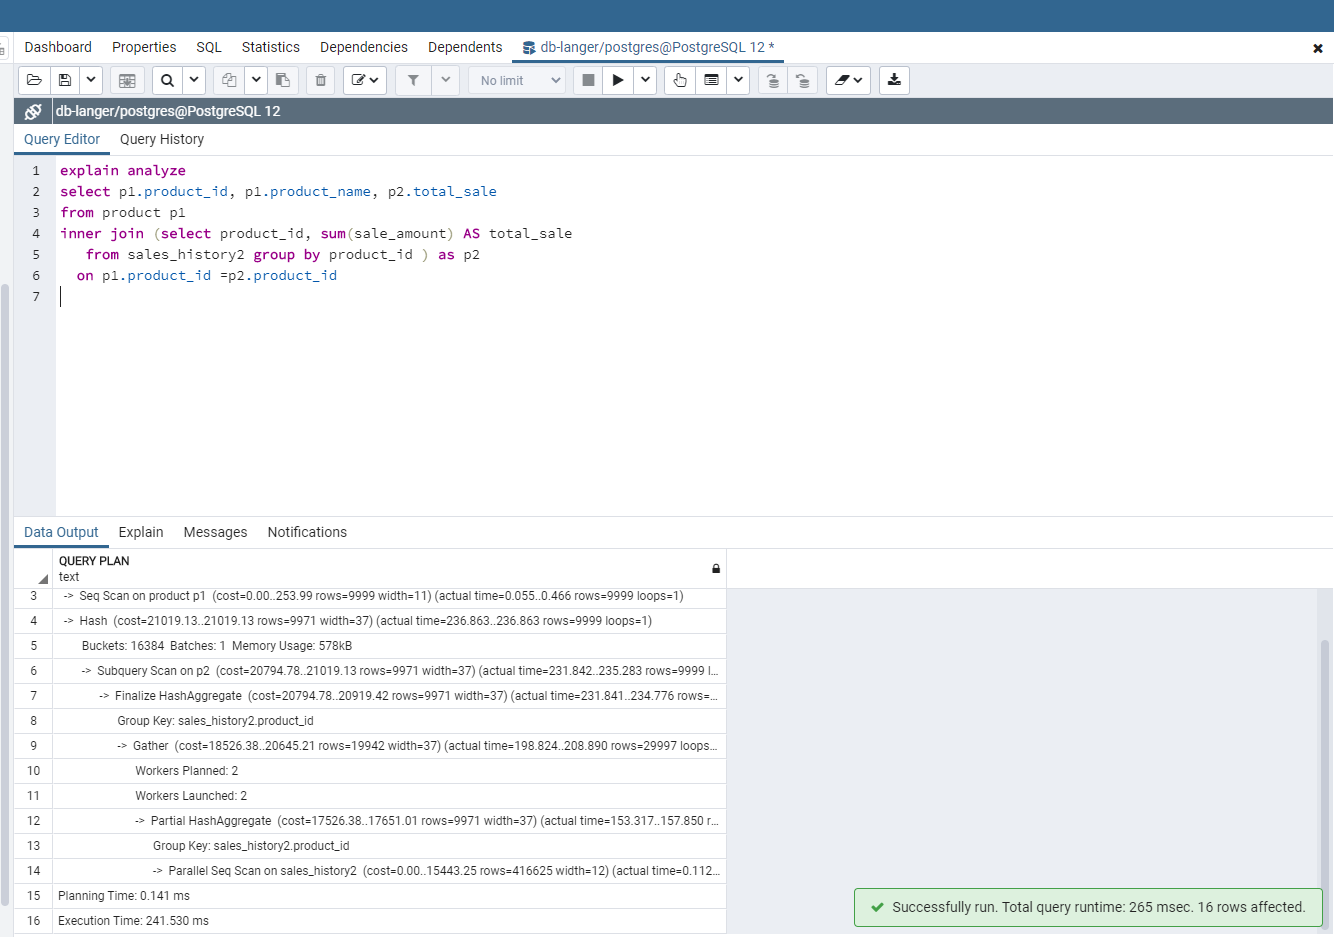 Dashboard Properties SQL Statistics Dependencies Dependents db-langer/postgres@PostgreSQL 12 *
No limit
db-langer/postgres@PostgreSQL 12
Query Editor Query History
1 explain analyze
2 select p1.product_id, p1.product_name, p2.total_sale
3 from product p1
4 inner join (select product_id, sum(sale_amount) AS total_sale
5 from sales_history2 group by product_id ) as p2
6 on p1.product_id =p2.product_id
7
Data Output Explain Messages Notifications
QUERY PLAN
text
3 -> Seq Scan on product p1 (cost=0.00..253.99 rows=9999 width=11) (actual time=0.055..0.466 rows=9999 loops=1)
4 -> Hash (cost=21019.13..21019.13 rows=9971 width=37) (actual time=236.863..236.863 rows=9999 loops=1)
5 Buckets: 16384 Batches: 1 Memory Usage: 578kB
6 -> Subquery Scan on p2 (cost=20794.78..21019.13 rows=9971 width=37) (actual time=231.842..235.283 rows=9999 l...
7 -> Finalize HashAggregate (cost=20794.78..20919.42 rows=9971 width=37) (actual time=231.841..234.776 rows=...
8 Group Key: sales_history2.product_id
9 -> Gather (cost=18526.38..20645.21 rows=19942 width=37) (actual time=198.824..208.890 rows=29997 loops...
10 Workers Planned: 2
11 Workers Launched: 2
12 -> Partial HashAggregate (cost=17526.38..17651.01 rows=9971 width=37) (actual time=153.317..157.850 r...
13 Group Key: sales_history2.product_id
14 -> Parallel Seq Scan on sales_history2 (cost=0.00..15443.25 rows=416625 width=12) (actual time=0.112...
15 Planning Time: 0.141 ms
16 Execution Time: 241.530 ms
Successfully run. Total query runtime: 265 msec. 16 rows affected.